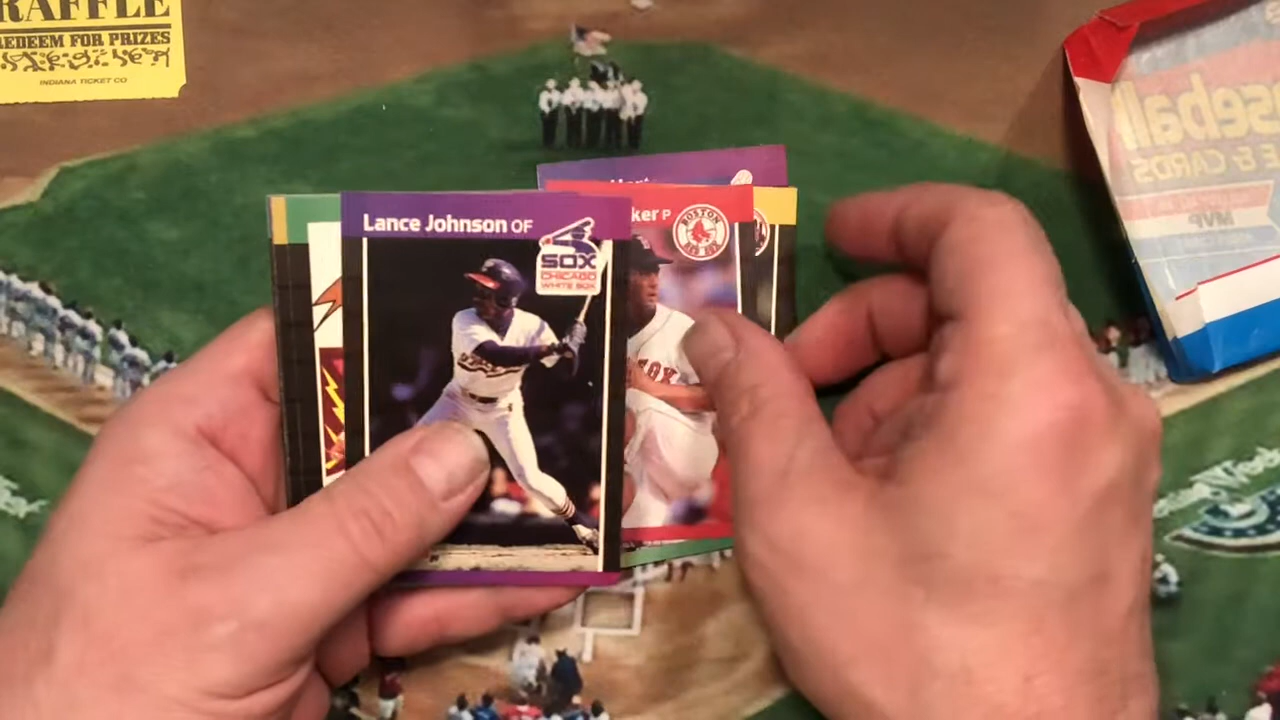 RAFFLE
REDEEM FOR PRIZES
INDIANA TICKET CO
Lance Johnson OF
SOX
CHICAGO
WHITE SOX
ker P
BOSTON
RED SOX
SOX
seball
E & CARDS
MVP